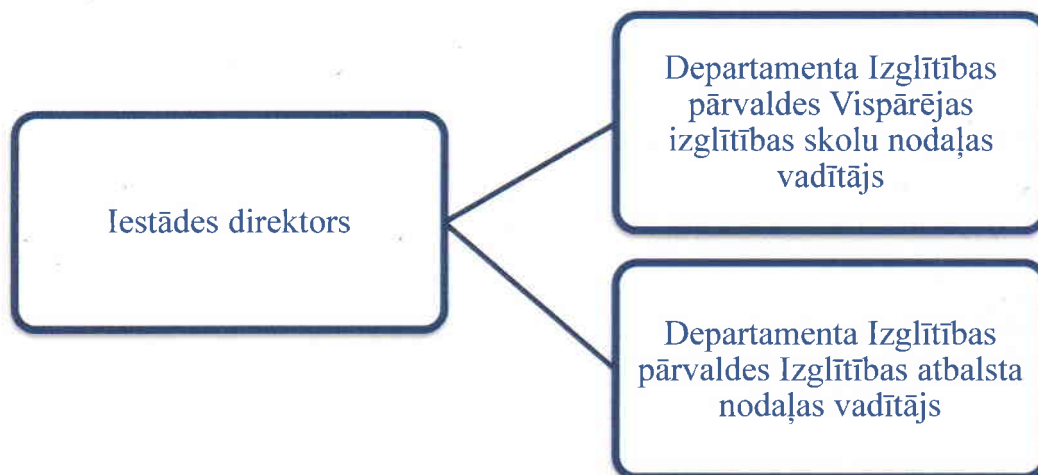 Iestādes direktors
Departamenta Izglītības
pārvaldes Vispārējas
izglītības skolu nodaļas
vadītājs
Departamenta Izglītības
pārvaldes Izglītības atbalsta
nodaļas vadītājs